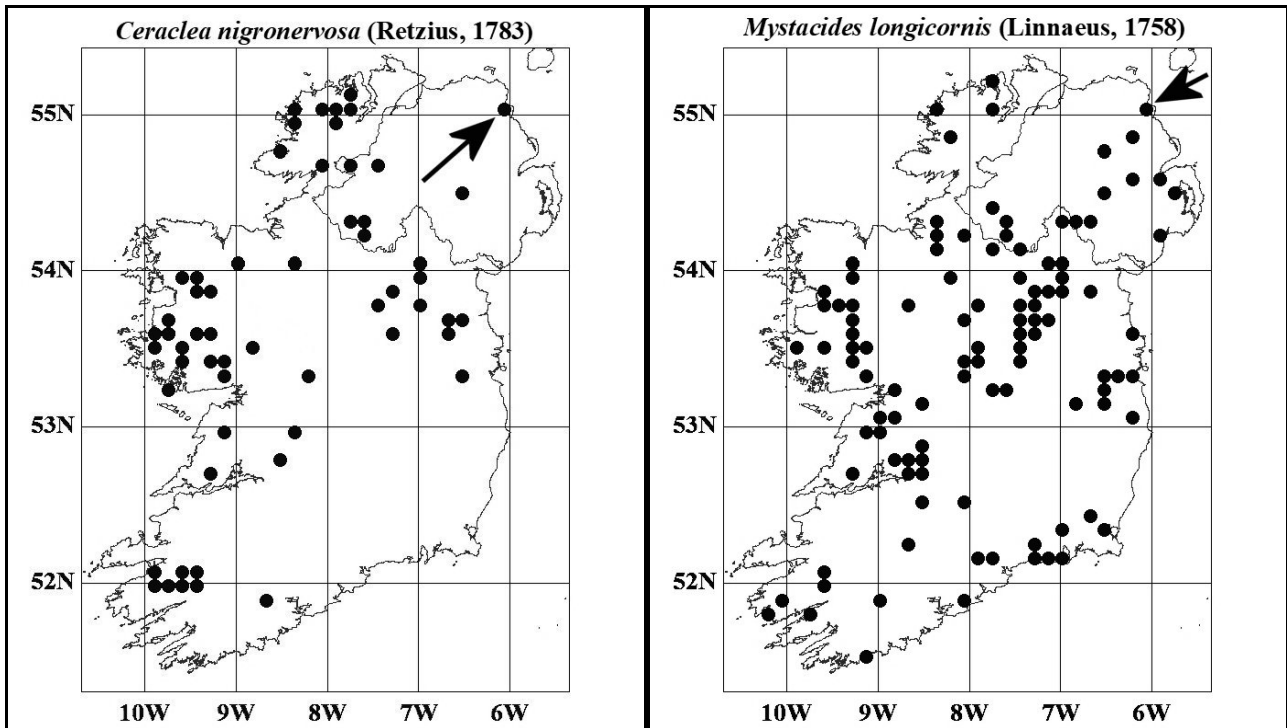 Ceraclea nigronervosa (Retzius, 1783)
55N
54N
53N
52N
10W 9W 8W 7W 6W
Mystacides longicornis (Linnaeus, 1758)
55N
54N
53N
52N
10W 9W 8W 7W 6W